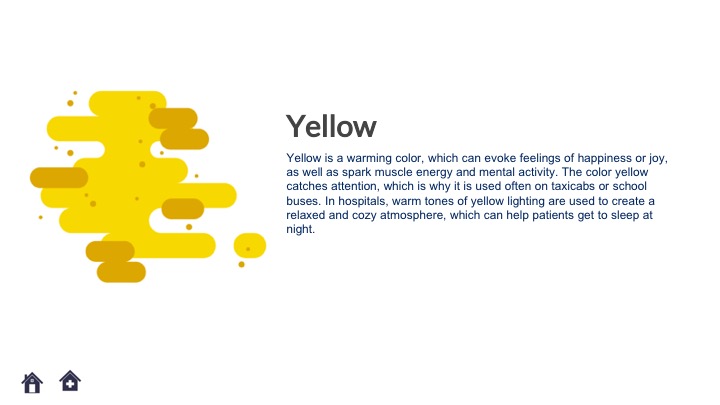 Yellow
Yellow is a warming color, which can evoke feelings of happiness or joy,
as well as spark muscle energy and mental activity. The color yellow
catches attention, which is why it is used often on taxicabs or school
buses. In hospitals, warm tones of yellow lighting are used to create a
relaxed and cozy atmosphere, which can help patients get to sleep at
night.